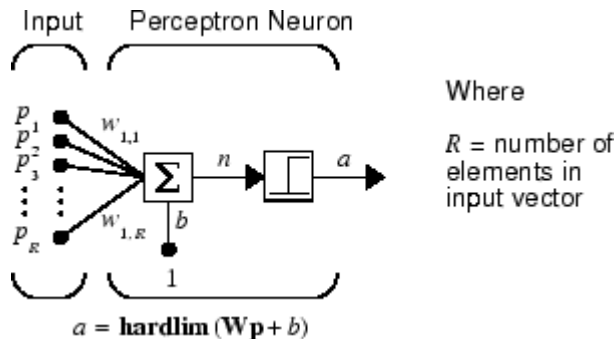 Input Perceptron Neuron
p1
p2
p3
pR
w1,1
w1,R
Σ
n
a
b
1
a = hardlim (Wp + b)
Where
R = number of
elements in
input vector